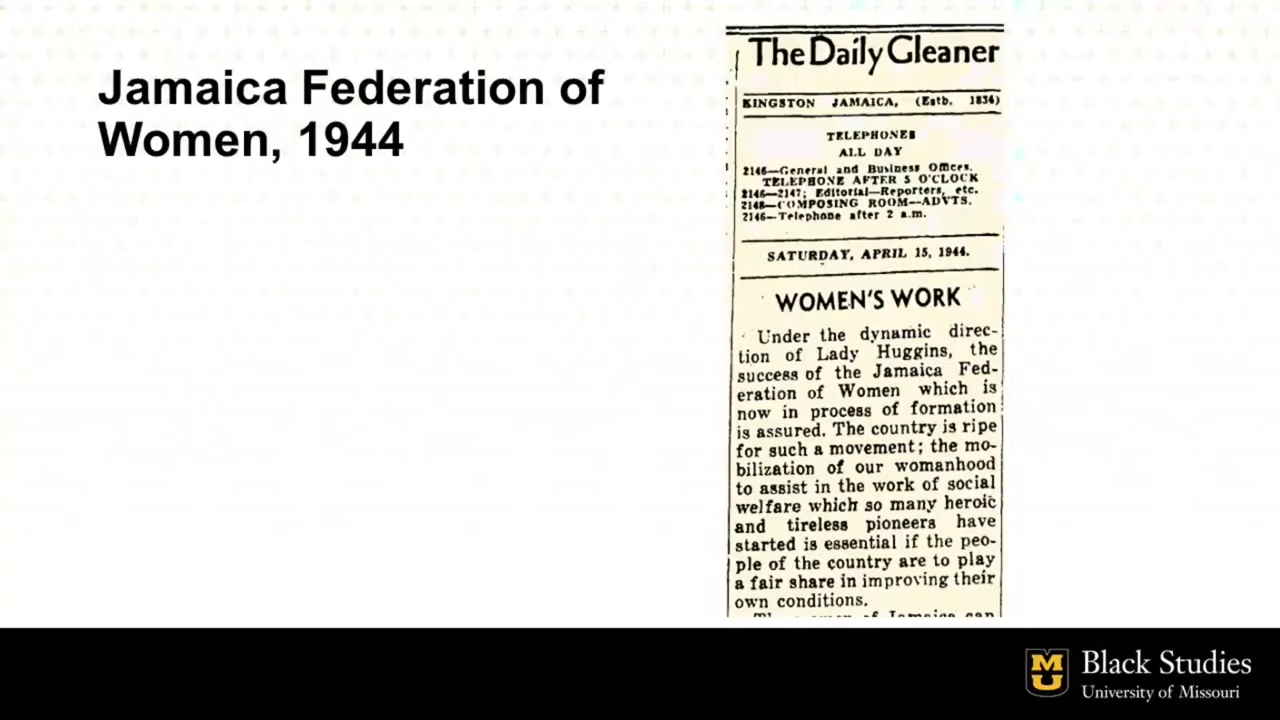 Jamaica Federation of
Women, 1944
The Daily Gleaner
KINGSTON JAMAICA, (Estb. 1834)
TELEPHONES
ALL DAY
2146—General and Business Offices.
TELEPHONE AFTER 5 O'CLOCK
2146—2147; Editorial—Reporters, etc.
2148—COMPOSING ROOM—ADVTS.
2146—Telephone after 2 a.m.
SATURDAY, APRIL 15, 1944.
WOMEN'S WORK
Under the dynamic direc-
tion of Lady Huggins, the
success of the Jamaica Fed-
eration of Women which is
now in process of formation
is assured. The country is ripe
for such a movement; the mo-
bilization of our womanhood
to assist in the work of social
welfare which so many heroic
and tireless pioneers have
started is essential if the peo-
ple of the country are to play
a fair share in improving their
own conditions.
of Jamaica can
MU
Black Studies
University of Missouri